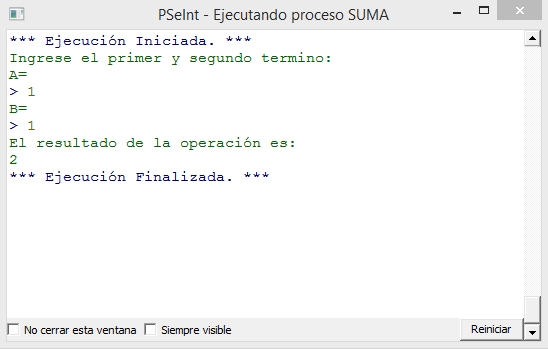 PSeInt - Ejecutando proceso SUMA
*** Ejecución Iniciada. ***
Ingrese el primer y segundo termino:
A=
> 1
B=
> 1
El resultado de la operación es:
2
*** Ejecución Finalizada. ***
No cerrar esta ventana Siempre visible Reiniciar